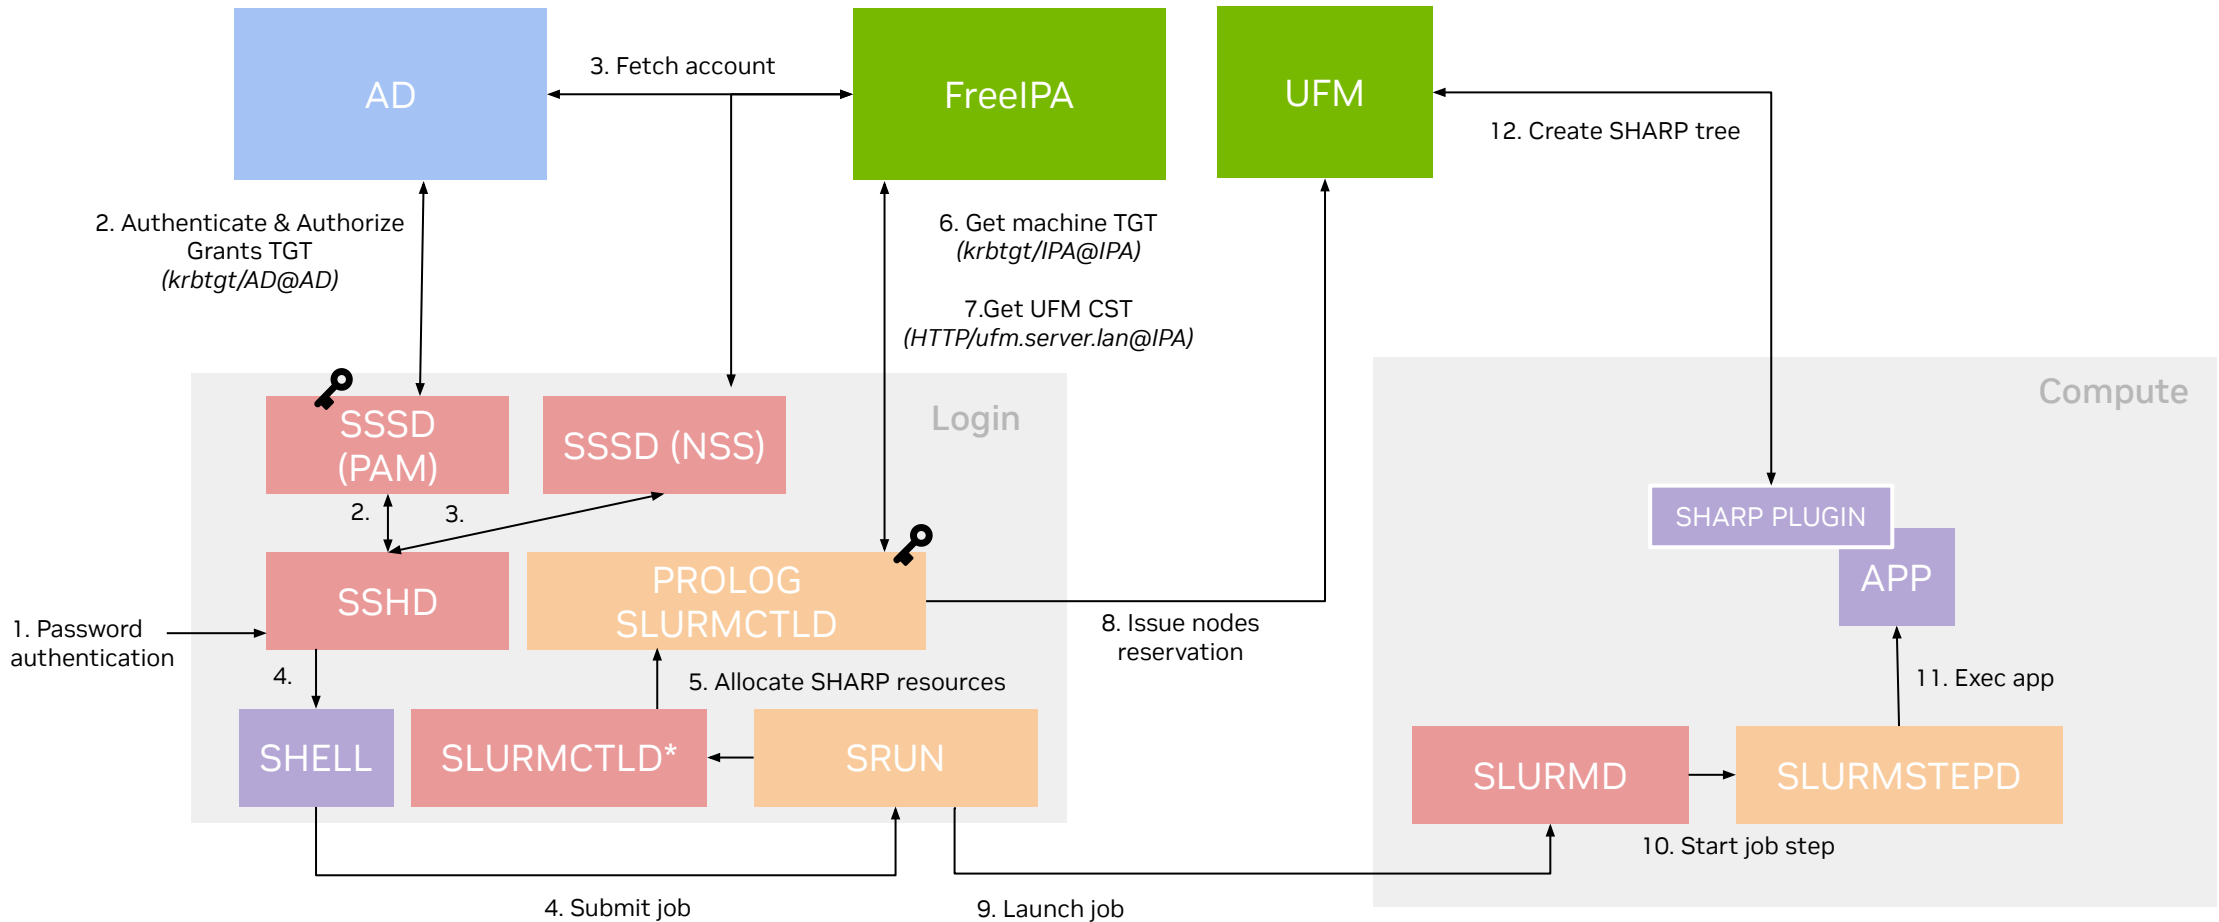 AD
3. Fetch account
FreeIPA
UFM
12. Create SHARP tree
2. Authenticate & Authorize
Grants TGT
(krbtgt/AD@AD)
6. Get machine TGT
(krbtgt/IPA@IPA)
7.Get UFM CST
(HTTP/ufm.server.lan@IPA)
Login
SSSD
(PAM)
SSSD (NSS)
2.
3.
SSHD
PROLOG
SLURMCTLD
1. Password
authentication
4.
5. Allocate SHARP resources
8. Issue nodes
reservation
SHELL
SLURMCTLD*
SRUN
4. Submit job
9. Launch job
Compute
SHARP PLUGIN
APP
11. Exec app
SLURMD
SLURMSTEPD
10. Start job step